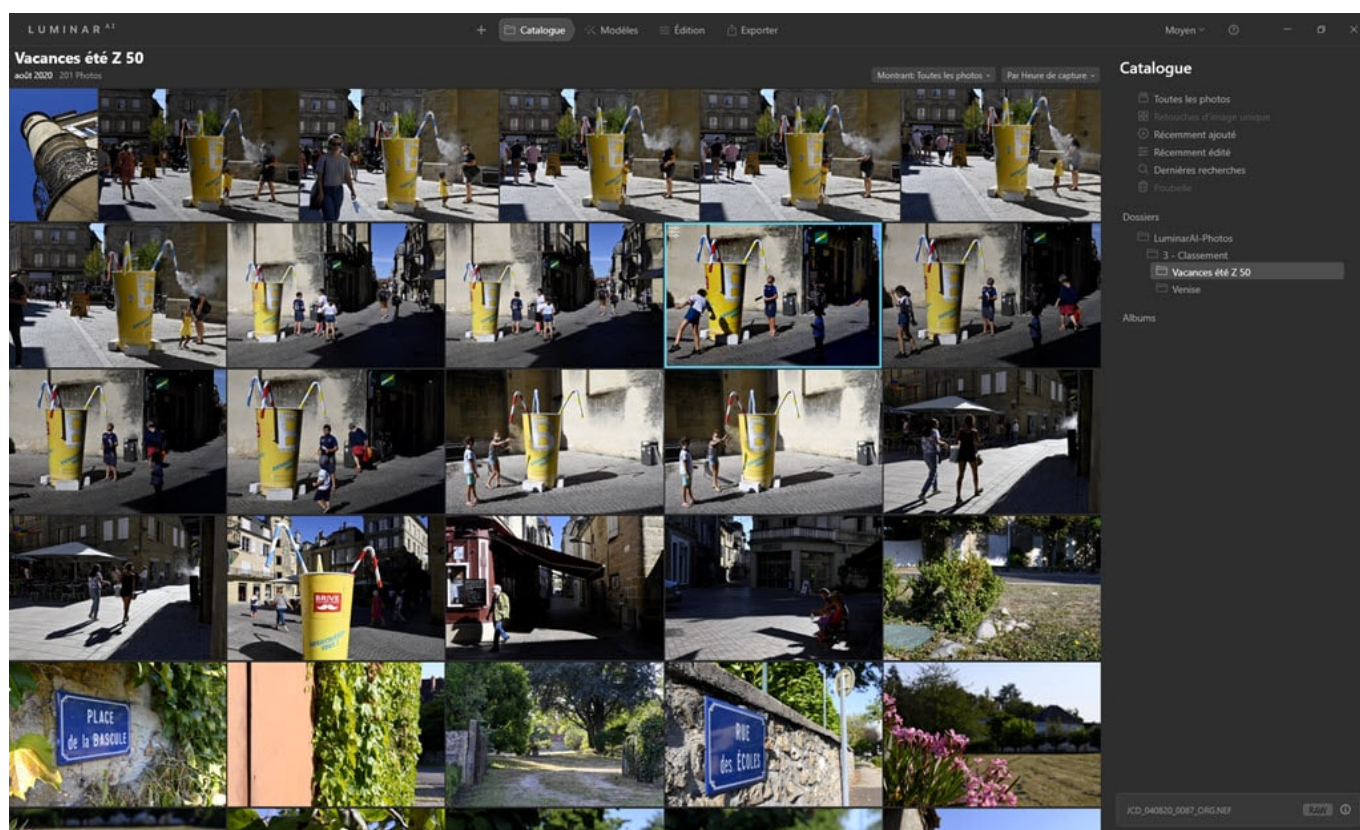 LUMINAR AI
+ Catalogue Modèles Édition Exporter
Moyen
Vacances été Z 50
août 2020 201 Photos
Montrant: Toutes les photos
Par Heure de capture
Catalogue
Toutes les photos
Retouches d'image unique
Récemment ajouté
Récemment édité
Dernières recherches
Poubelle
Dossiers
LuminarAI-Photos
3 - Classement
Vacances été Z 50
Venise
Albums
BRIVE
PLACE
de la BASCULE
RUE
des ÉCOLES
JCD_040820_0087_ORG.NEF
RAW